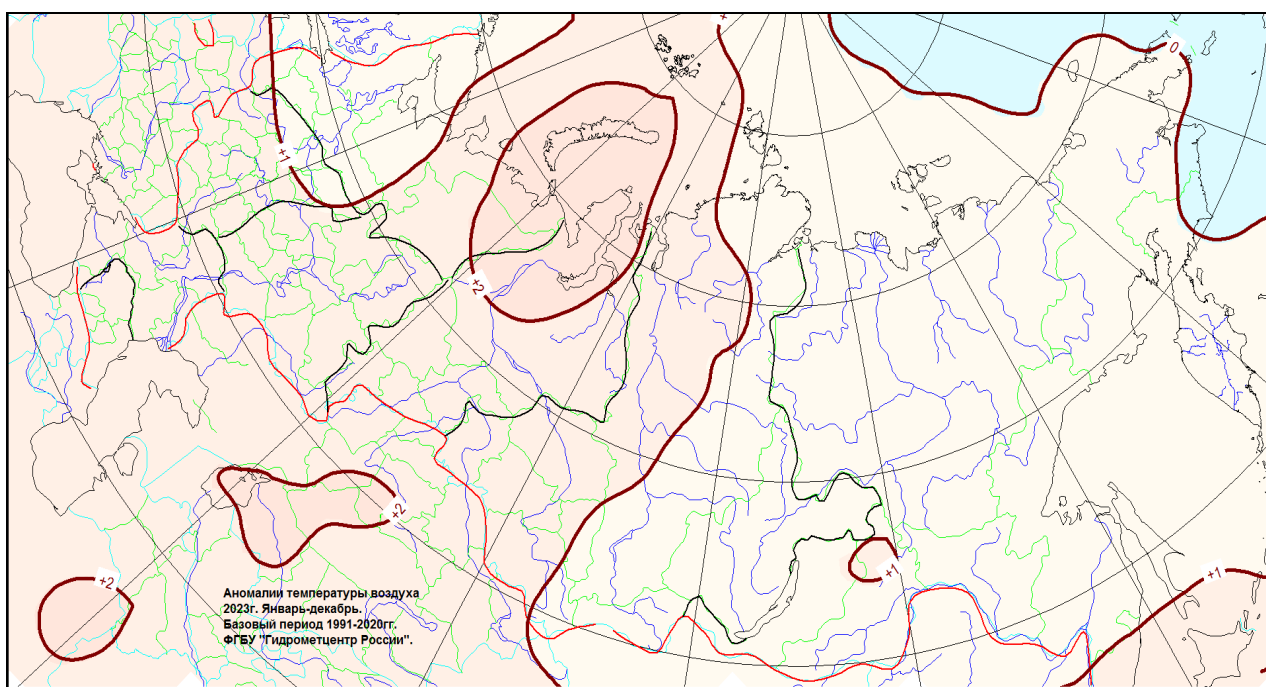 0
+1
+1
+2
+2
+2
+1
+1
Аномалии температуры воздуха
2023г. Январь-декабрь.
Базовый период 1991-2020гг.
ФГБУ "Гидрометцентр России".